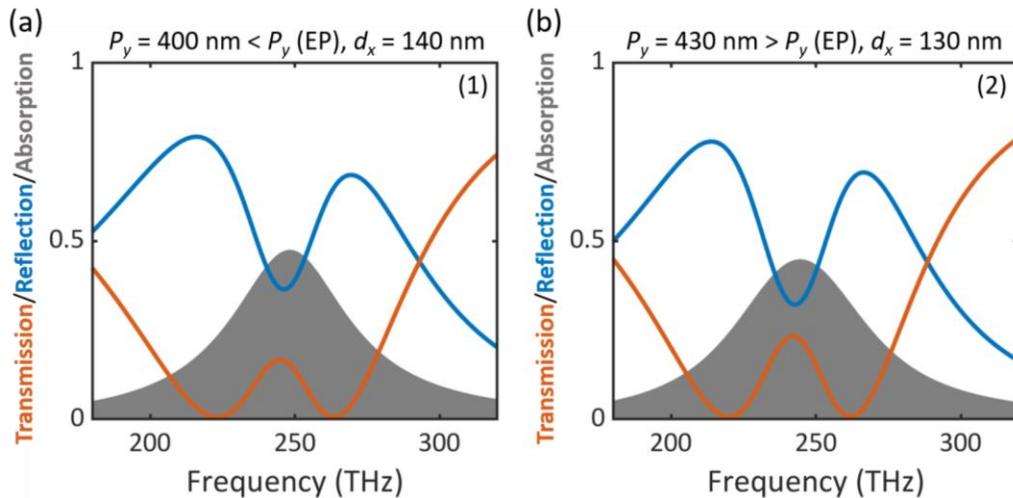 (a)
P_y = 400 nm < P_y (EP), d_x = 140 nm
Transmission/Reflection/Absorption
1
0.5
0
(1)
200 250 300
Frequency (THz)
(b)
P_y = 430 nm > P_y (EP), d_x = 130 nm
Transmission/Reflection/Absorption
1
0.5
0
(2)
200 250 300
Frequency (THz)